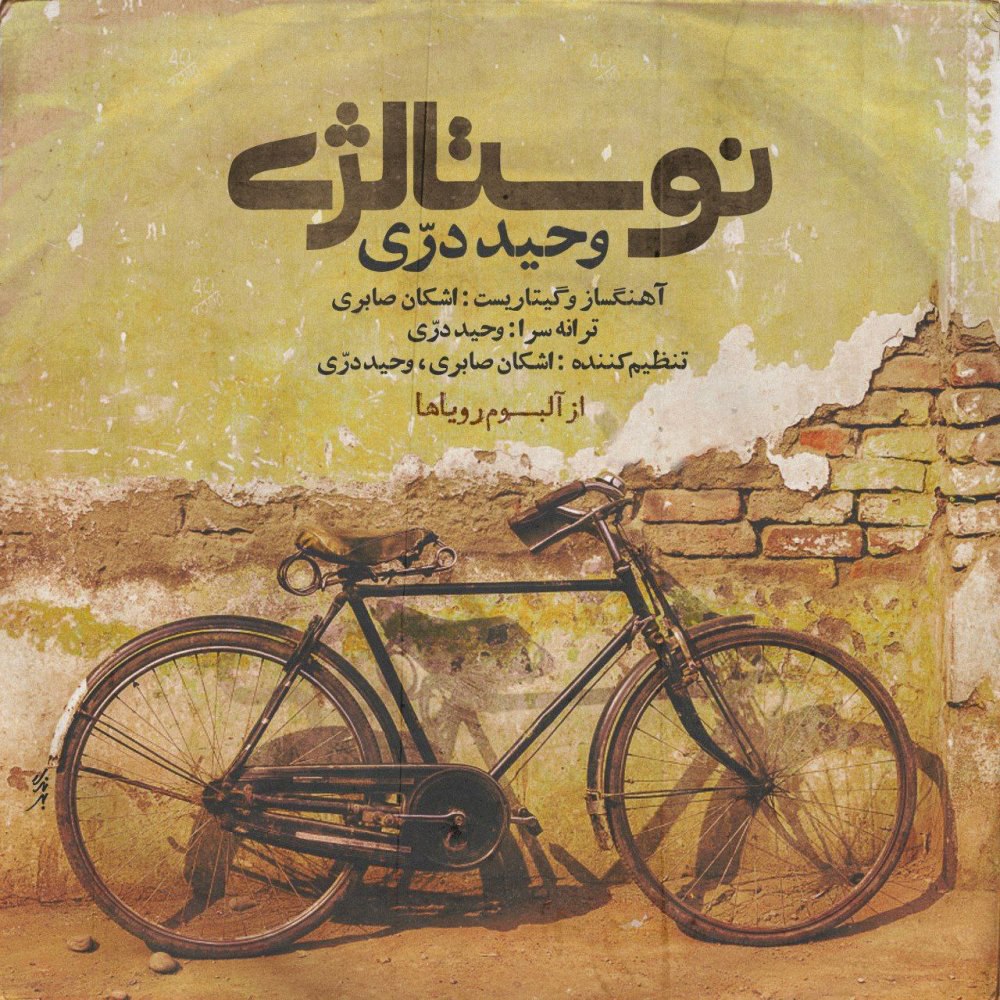 نوستالژی
وحید درّی
آهنگساز و گیتاریست : اشکان صابری
ترانه سرا : وحید درّی
تنظیم کننده : اشکان صابری ، وحید درّی
از آلبوم رویاها